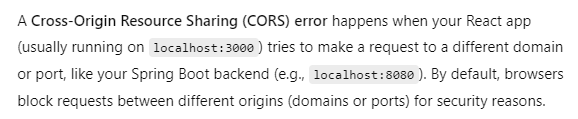 A Cross-Origin Resource Sharing (CORS) error happens when your React app
(usually running on localhost:3000 ) tries to make a request to a different domain
or port, like your Spring Boot backend (e.g., localhost:8080 ). By default, browsers
block requests between different origins (domains or ports) for security reasons.